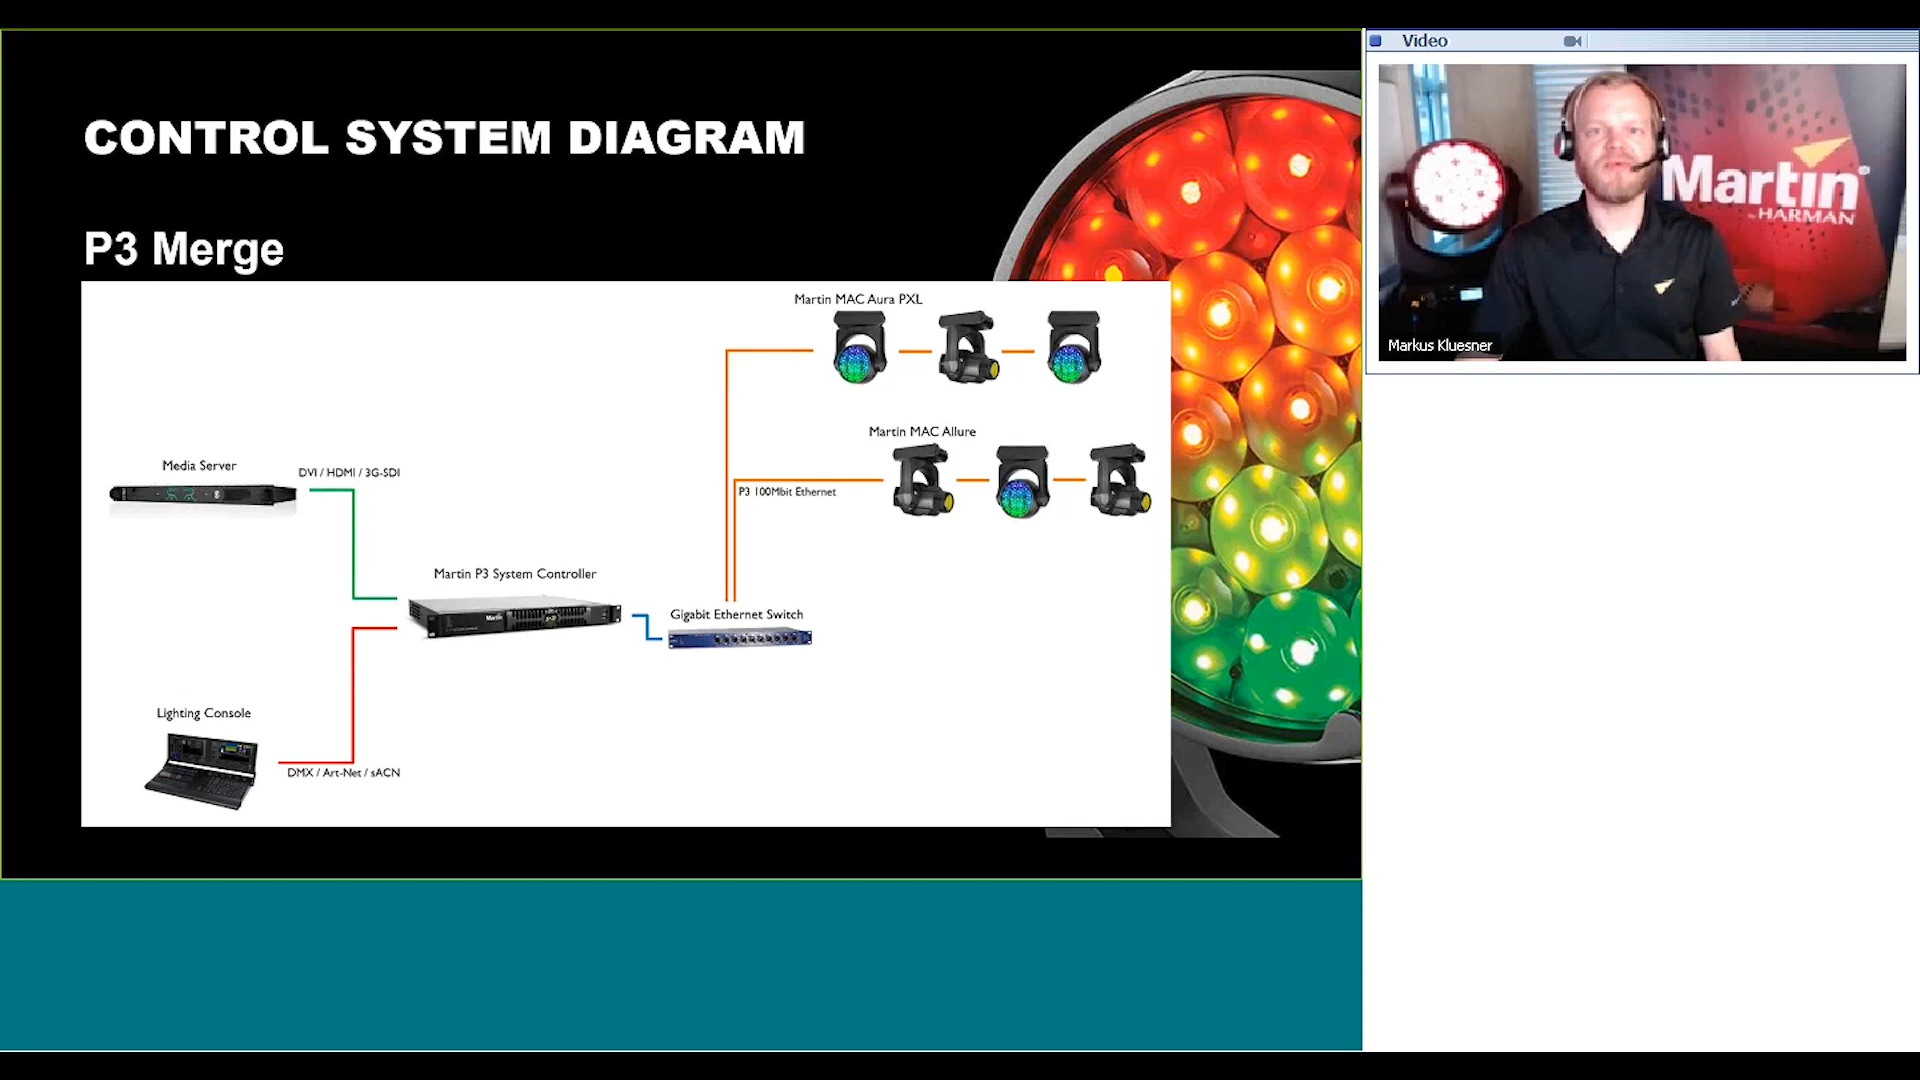 CONTROL SYSTEM DIAGRAM
P3 Merge
Martin MAC Aura PXL
Martin MAC Allure
P3 100Mbit Ethernet
Media Server
DVI / HDMI / 3G-SDI
Martin P3 System Controller
Gigabit Ethernet Switch
Lighting Console
DMX / Art-Net / sACN
Video
Martin®
by HARMAN
Markus Kluesner